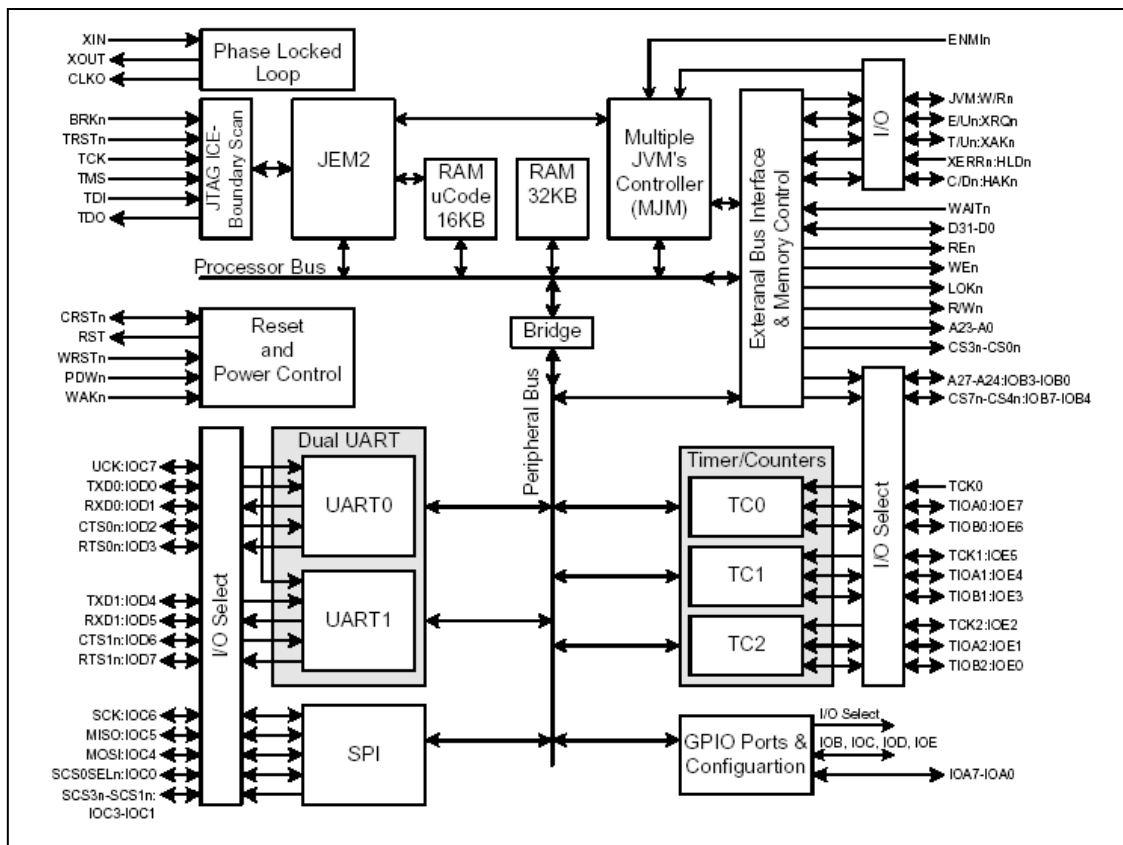 XIN
XOUT
CLKO
Phase Locked
Loop
ENMIn
BRKn
TRSTn
TCK
TMS
TDI
TDO
JTAG ICE-
Boundary Scan
JEM2
RAM
uCode
16KB
RAM
32KB
Multiple
JVM's
Controller
(MJM)
Exteranal Bus Interface
& Memory Control
I/O
JVM:W/Rn
E/Un:XRQn
T/Un:XAKn
XERRn:HLDn
C/Dn:HAKn
WAITn
D31-D0
REn
WEn
LOKn
R/Wn
A23-A0
CS3n-CS0n
Processor Bus
Bridge
Peripheral Bus
CRSTn
RST
WRSTn
PDWn
WAKn
Reset
and
Power Control
A27-A24:IOB3-IOB0
CS7n-CS4n:IOB7-IOB4
UCK:IOC7
TXD0:IOD0
RXD0:IOD1
CTS0n:IOD2
RTS0n:IOD3
TXD1:IOD4
RXD1:IOD5
CTS1n:IOD6
RTS1n:IOD7
I/O Select
Dual UART
UART0
UART1
Timer/Counters
TC0
TC1
TC2
I/O Select
TCK0
TIOA0:IOE7
TIOB0:IOE6
TCK1:IOE5
TIOA1:IOE4
TIOB1:IOE3
TCK2:IOE2
TIOA2:IOE1
TIOB2:IOE0
SCK:IOC6
MISO:IOC5
MOSI:IOC4
SCS0SELn:IOC0
SCS3n-SCS1n:
IOC3-IOC1
SPI
GPIO Ports &
Configuartion
I/O Select
IOB, IOC, IOD, IOE
IOA7-IOA0